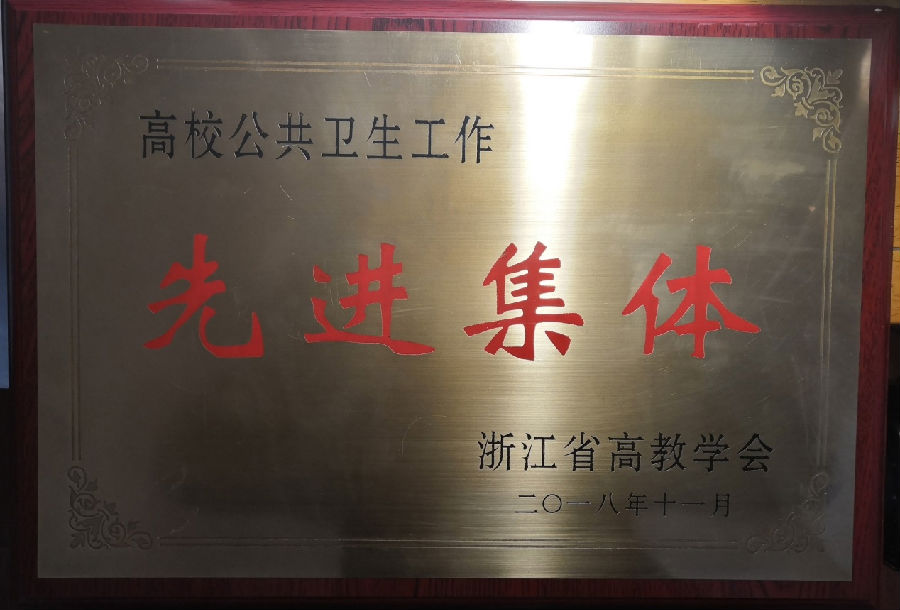 高校公共卫生工作
先进集体
浙江省高教学会
二〇一八年十一月